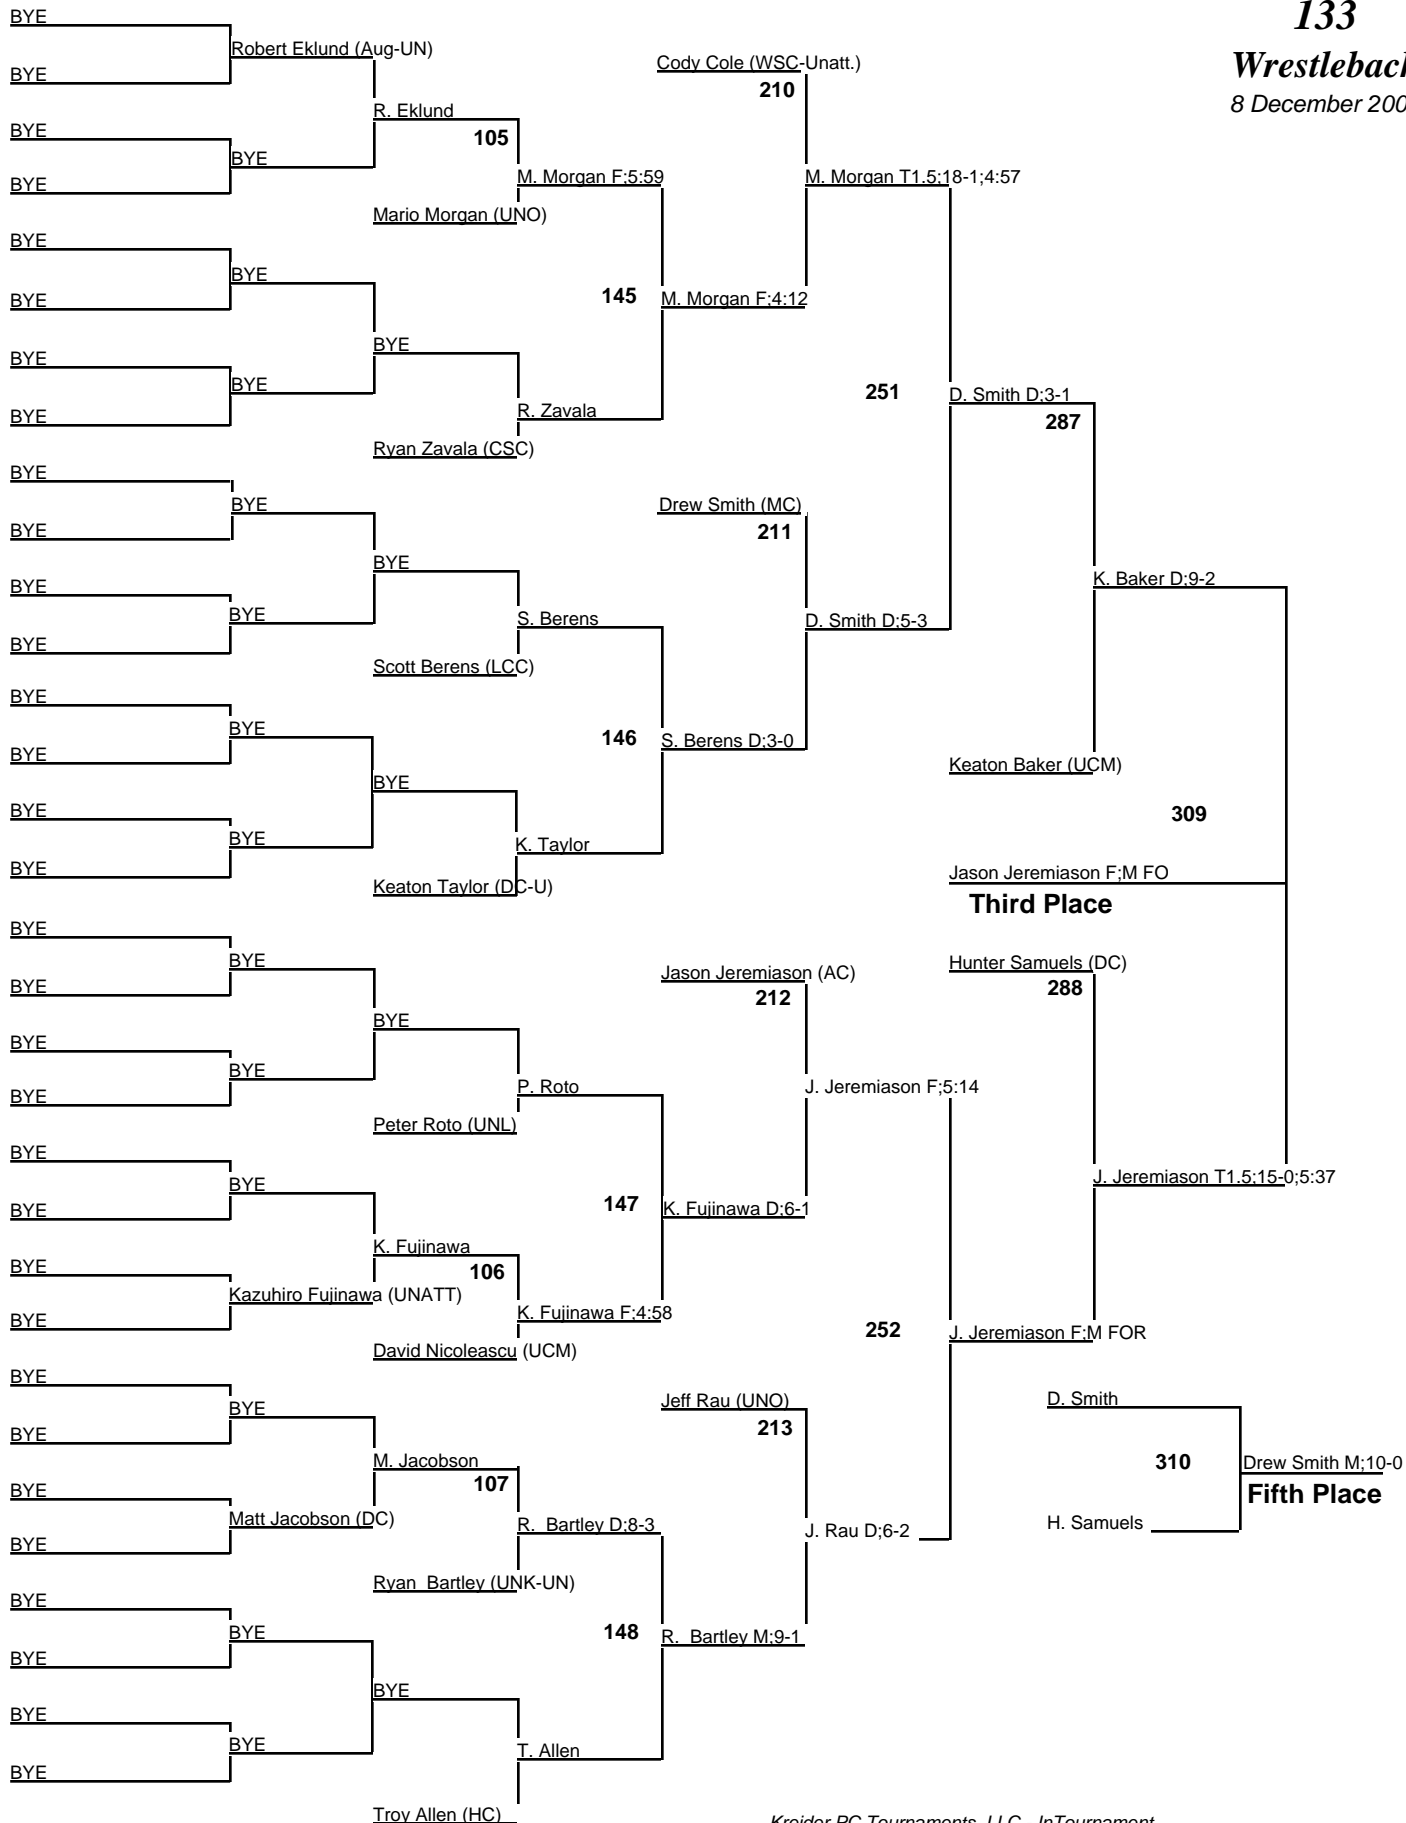 133
Wrestleback
8 December 200
BYE
Robert Eklund (Aug-UN)
BYE
Cody Cole (WSC-Unatt.)
210
R. Eklund
105
BYE
BYE
BYE
M. Morgan F;5:59
M. Morgan T1.5;18-1;4:57
Mario Morgan (UNO)
BYE
BYE
BYE
145
M. Morgan F;4:12
BYE
BYE
BYE
BYE
251
D. Smith D;3-1
R. Zavala
287
Ryan Zavala (CSC)
BYE
BYE
BYE
Drew Smith (MC)
211
BYE
BYE
K. Baker D;9-2
BYE
S. Berens
D. Smith D;5-3
BYE
Scott Berens (LCC)
BYE
BYE
BYE
146
S. Berens D;3-0
BYE
Keaton Baker (UCM)
BYE
BYE
309
BYE
K. Taylor
Keaton Taylor (DC-U)
Jason Jeremiason F;M FO
Third Place
BYE
BYE
BYE
Jason Jeremiason (AC)
212
Hunter Samuels (DC)
288
BYE
BYE
BYE
BYE
P. Roto
J. Jeremiason F;5:14
Peter Roto (UNL)
BYE
BYE
BYE
147
K. Fujinawa D;6-1
J. Jeremiason T1.5;15-0;5:37
K. Fujinawa
106
BYE
Kazuhiro Fujinawa (UNATT)
BYE
K. Fujinawa F;4:58
David Nicoleascu (UCM)
252
J. Jeremiason F;M FOR
BYE
BYE
BYE
Jeff Rau (UNO)
213
D. Smith
M. Jacobson
107
310
Drew Smith M;10-0
Fifth Place
BYE
Matt Jacobson (DC)
BYE
R.  Bartley D;8-3
J. Rau D;6-2
H. Samuels
Ryan  Bartley (UNK-UN)
BYE
BYE
BYE
148
R.  Bartley M;9-1
BYE
BYE
BYE
BYE
T. Allen
Troy Allen (HC)
Kreider PC Tournaments, LLC - InTournament